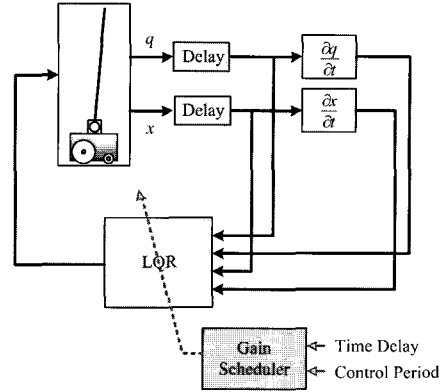 q
Delay
∂q
∂t
x
Delay
∂x
∂t
LQR
Gain
Scheduler
Time Delay
Control Period